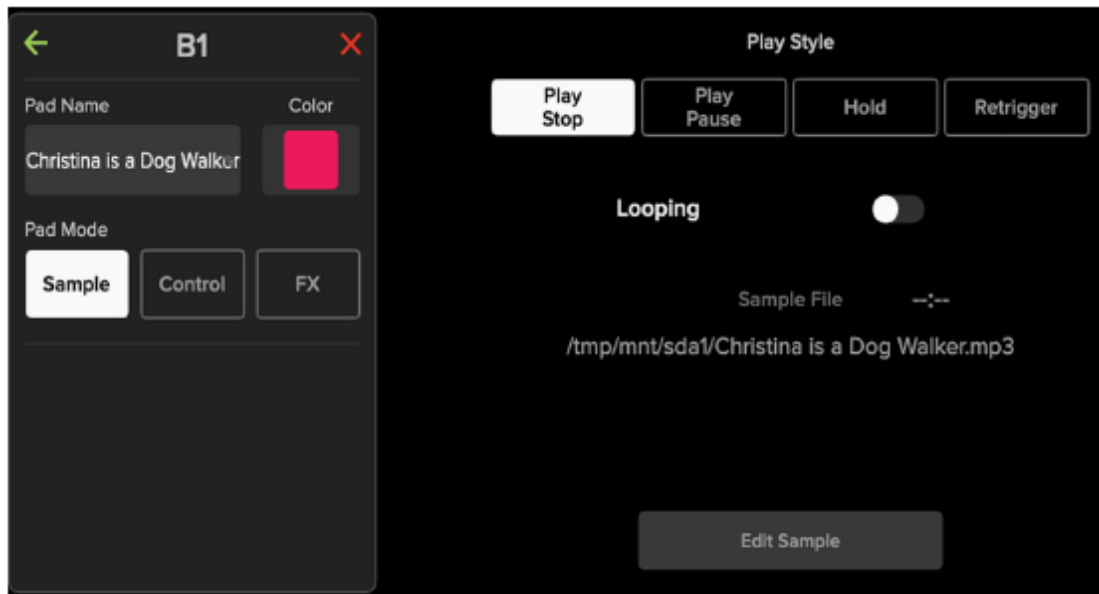 B1
Pad Name
Color
Christina is a Dog Walker
Pad Mode
Sample
Control
FX
Play Style
Play
Stop
Play
Pause
Hold
Retrigger
Looping
Sample File
--:--
/tmp/mnt/sda1/Christina is a Dog Walker.mp3
Edit Sample